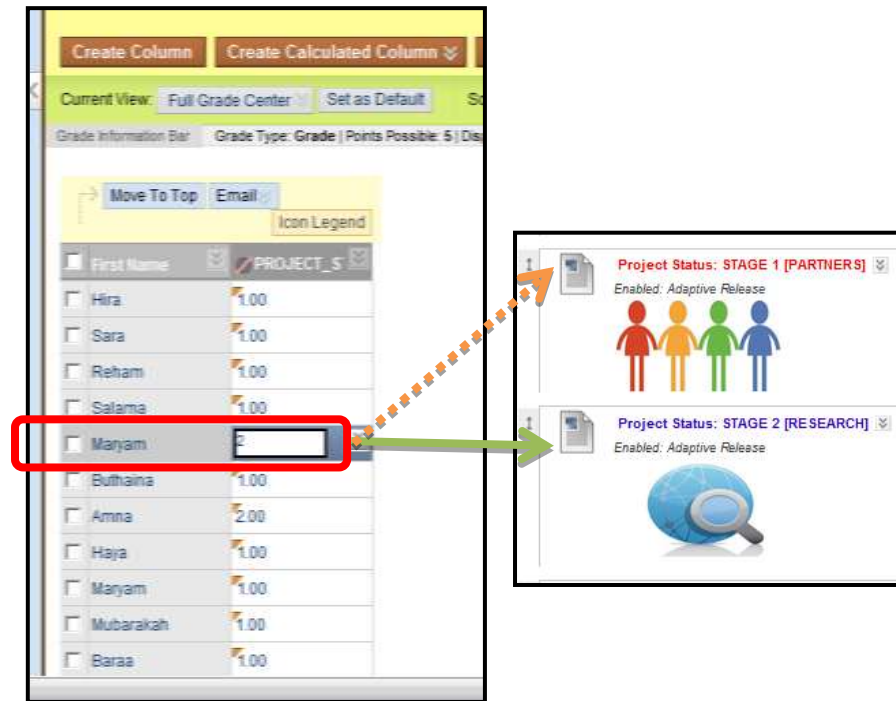 Create Column Create Calculated Column
Current View: Full Grade Center Set as Default
Grade Information Bar Grade Type: Grade | Points Possible: 5 |
Move To Top Email
Icon Legend
First Name PROJECT_S
Hira 1.00
Sara 1.00
Reham 1.00
Salama 1.00
Maryam 2
Buthaina 1.00
Amna 2.00
Haya 1.00
Maryam 1.00
Mubarakah 1.00
Baraa 1.00
Project Status: STAGE 1 [PARTNERS]
Enabled: Adaptive Release
Project Status: STAGE 2 [RESEARCH]
Enabled: Adaptive Release